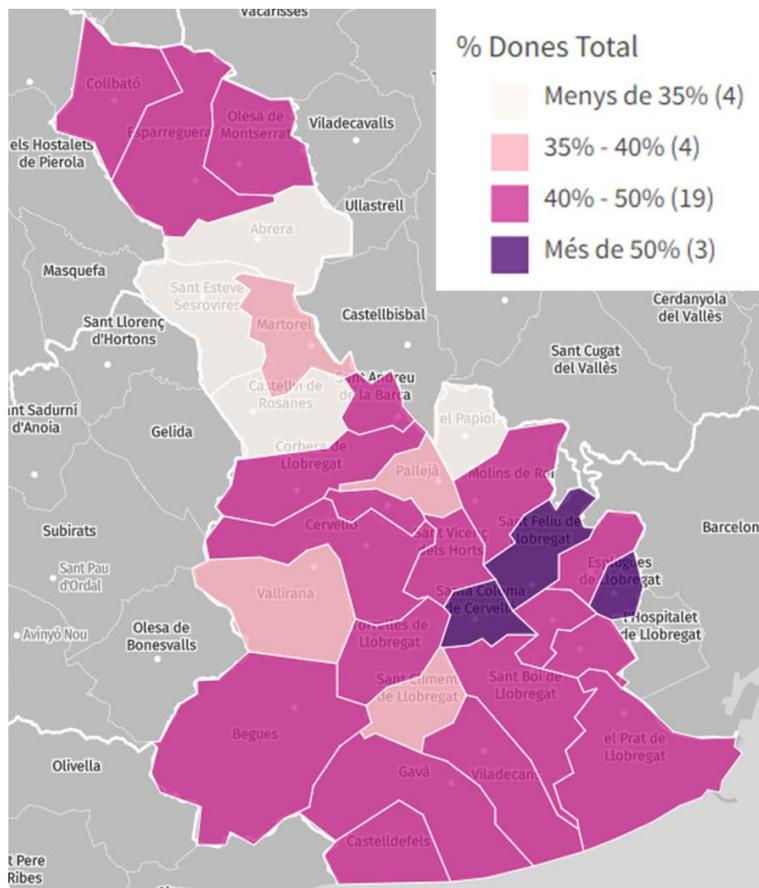 Vacarisses
% Dones Total
Menys de 35% (4)
35% - 40% (4)
40% - 50% (19)
Més de 50% (3)
Collbató
Esparreguera
Olesa de
Montserrat
Viladecavalls
els Hostalets
de Pierola
Ullastrell
Abrera
Masquefa
Sant Esteve
Sesrovires
Martorell
Castellbisbal
Cerdanyola
del Vallès
Sant Llorenç
d'Hortons
Sant Cugat
del Vallès
Sant Andreu
de la Barca
Castellví de
Rosanes
nt Sadurní
d'Anoia
Gelida
el Papiol
Corbera de
Llobregat
Pallejà
Molins de Rei
Subirats
Cervelló
Sant Vicenç
dels Horts
Sant Feliu de
Llobregat
Barcelon
Sant Pau
d'Ordal
Esplugues
de Llobregat
Vallirana
Santa Coloma
de Cervelló
Avinyó Nou
Olesa de
Bonesvalls
Torrelles de
Llobregat
l'Hospitalet
de Llobregat
Sant Climent
de Llobregat
Sant Boi de
Llobregat
Begues
el Prat de
Llobregat
Olivella
Gavà
Viladecans
Castelldefels
t Pere
Ribes